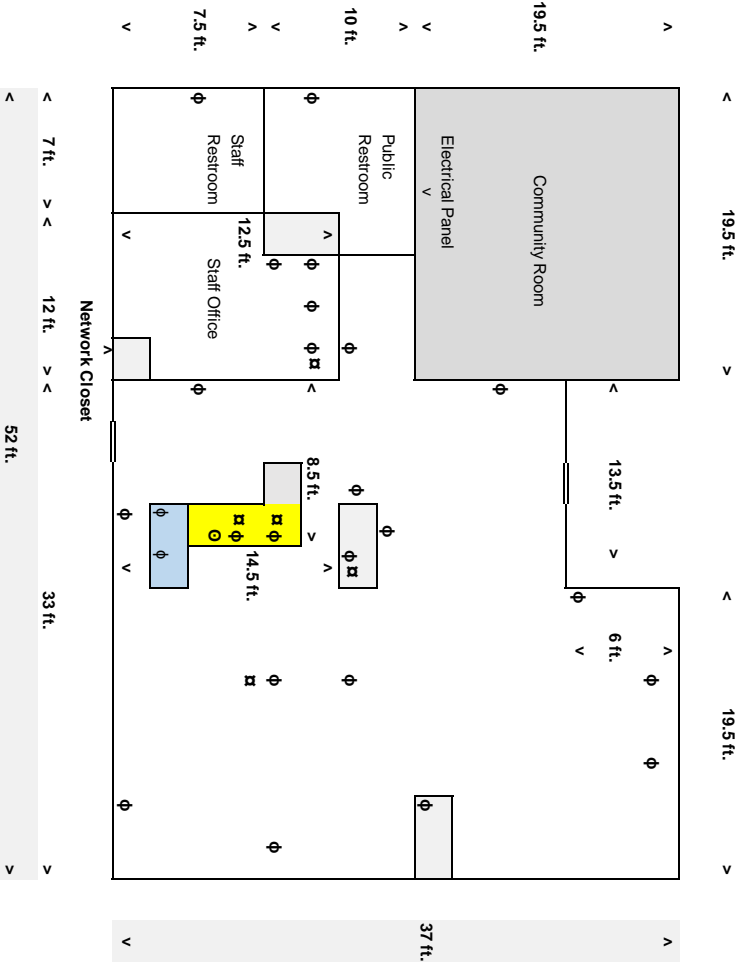 7.5 ft.
10 ft.
19.5 ft.
7 ft.
Staff
Restroom
Public
Restroom
Electrical Panel
Community Room
19.5 ft.
12.5 ft.
Staff Office
12 ft.
Network Closet
52 ft.
8.5 ft.
13.5 ft.
14.5 ft.
33 ft.
6 ft.
19.5 ft.
37 ft.